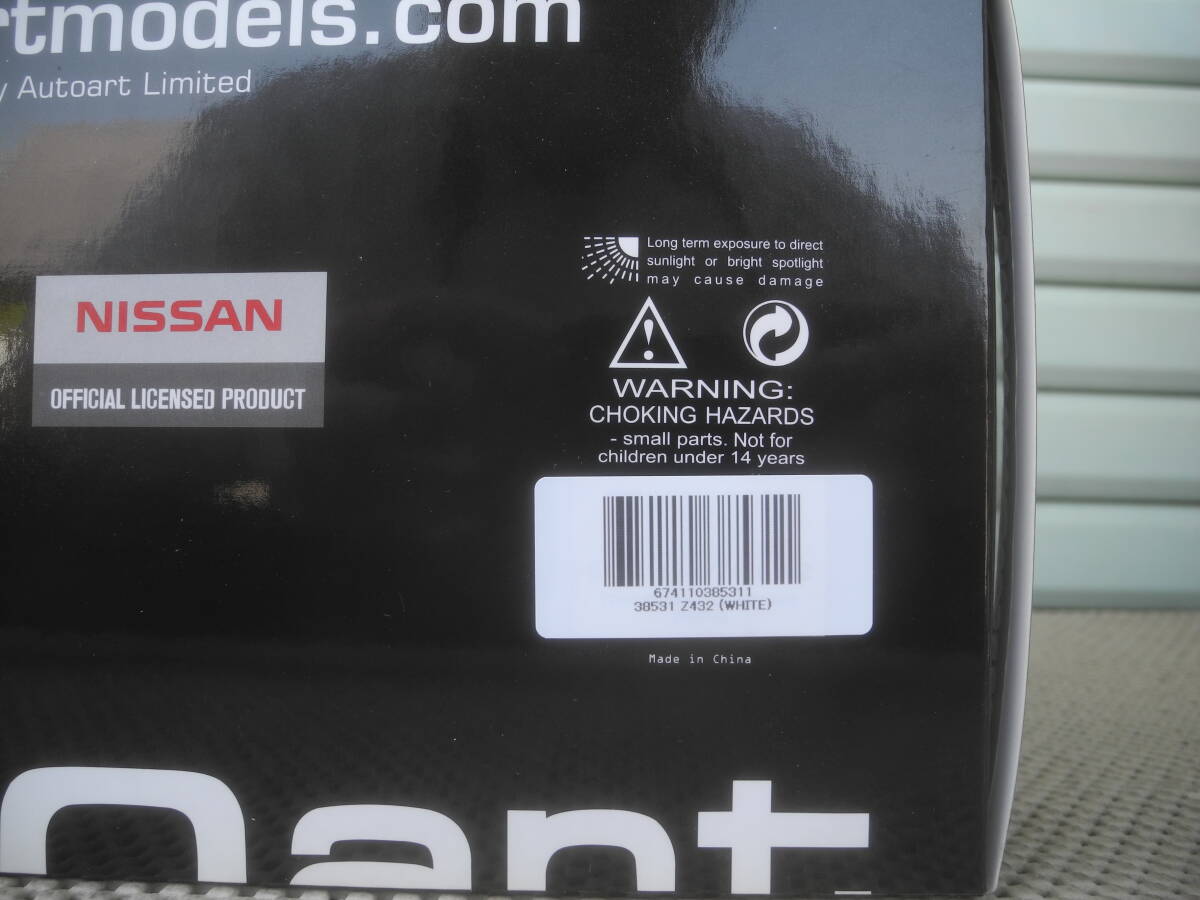 rtmodels.com
y Autoart Limited
Long term exposure to direct
sunlight or bright spotlight
may cause damage
NISSAN
OFFICIAL LICENSED PRODUCT
WARNING:
CHOKING HAZARDS
- small parts. Not for
children under 14 years
674110385311
38531 Z432 (WHITE)
Made in China